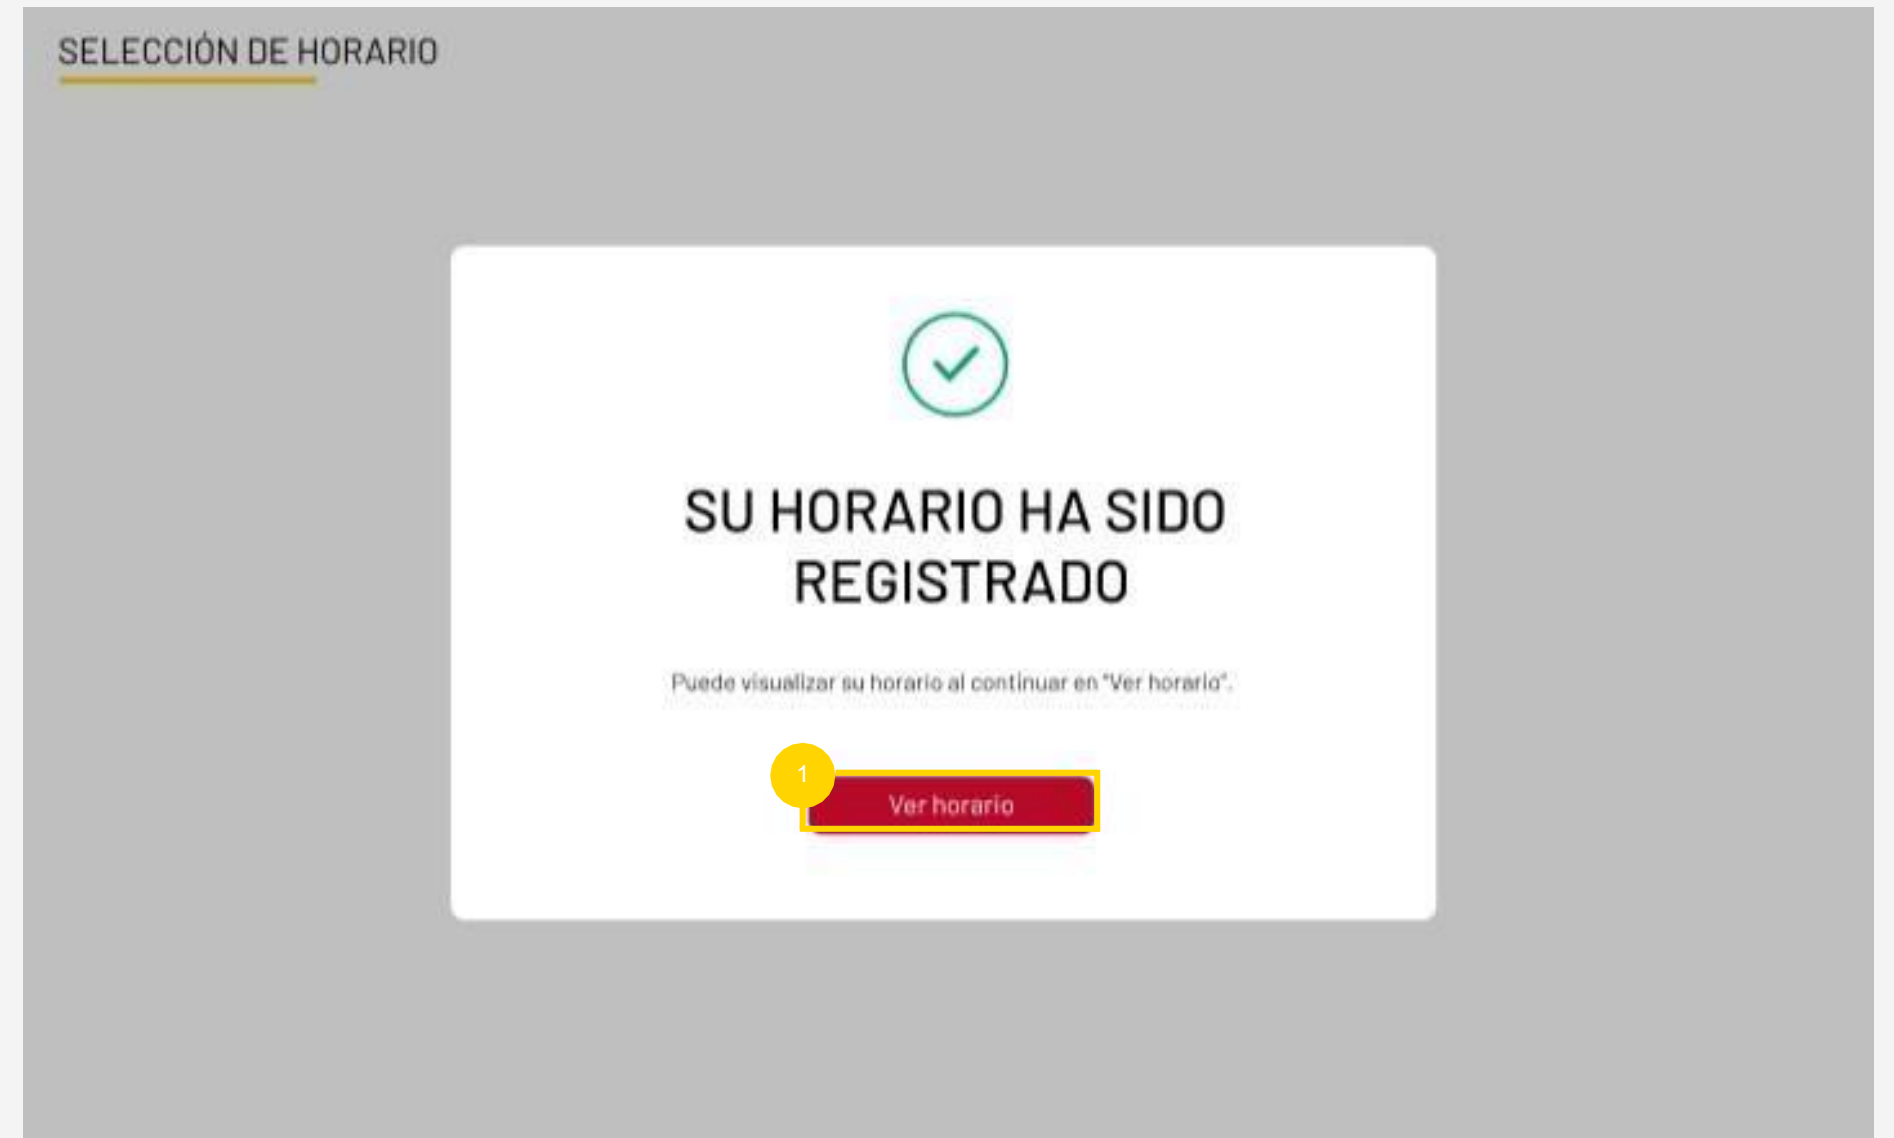 SELECCIÓN DE HORARIO
SU HORARIO HA SIDO
REGISTRADO
Puede visualizar su horario al continuar en "Ver horario".
1
Ver horario